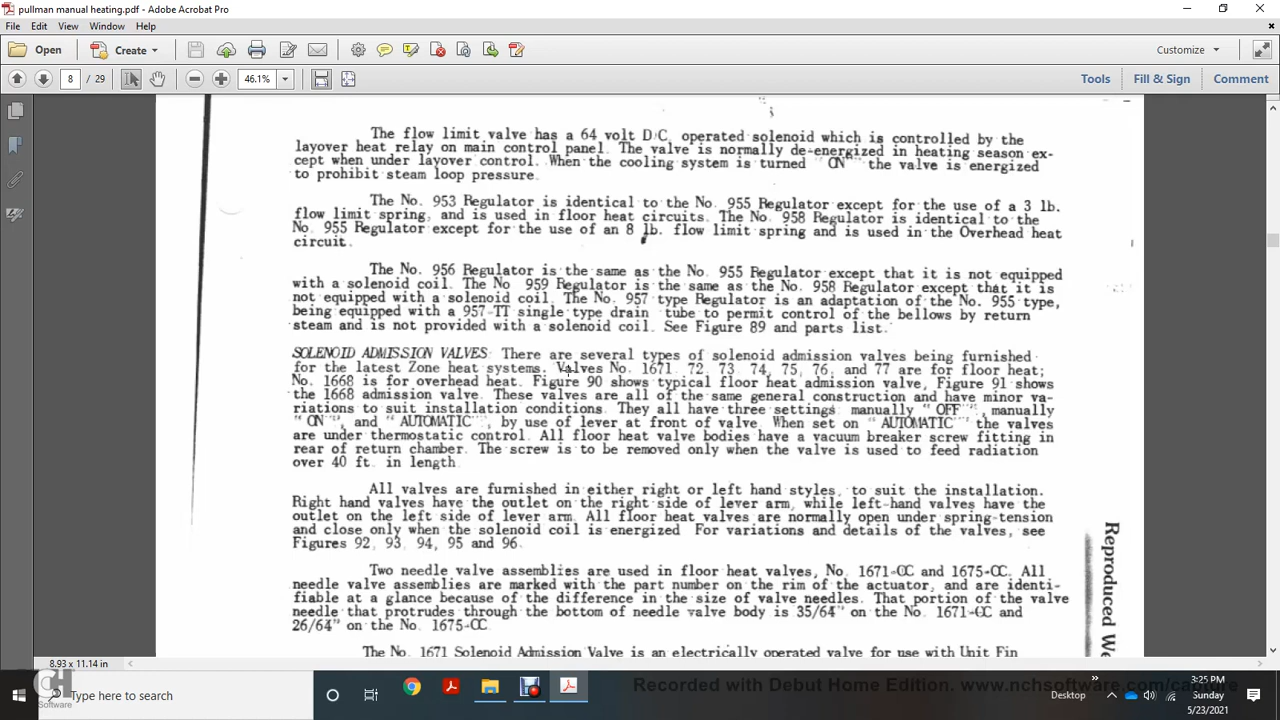 pullman manual heating.pdf - Adobe Acrobat Pro
File Edit View Window Help
Open Create Customize
8 / 29 46.1% Tools Fill & Sign Comment
The flow limit valve has a 64 volt D/C operated solenoid which is controlled by the
layover heat relay on main control panel. The valve is normally de-energized in heating season ex-
cept when under layover control. When the cooling system is turned "ON" the valve is energized
to prohibit steam loop pressure.
The No. 953 Regulator is identical to the No. 955 Regulator except for the use of a 3 lb.
flow limit spring, and is used in floor heat circuits. The No. 958 Regulator is identical to the
No. 955 Regulator except for the use of an 8 lb. flow limit spring and is used in the Overhead heat
circuit.
The No. 956 Regulator is the same as the No. 955 Regulator except that it is not equipped
with a solenoid coil. The No 959 Regulator is the same as the No. 958 Regulator except that it is
not equipped with a solenoid coil. The No. 957 type Regulator is an adaptation of the No. 955 type,
being equipped with a 957-TT single type drain tube to permit control of the bellows by return
steam and is not provided with a solenoid coil. See Figure 89 and parts list.
SOLENOID ADMISSION VALVES There are several types of solenoid admission valves being furnished
for the latest Zone heat systems. Valves No. 1671, 72, 73, 74, 75, 76, and 77 are for floor heat;
No. 1668 is for overhead heat. Figure 90 shows typical floor heat admission valve, Figure 91 shows
the 1668 admission valve. These valves are all of the same general construction and have minor va-
riations to suit installation conditions. They all have three settings manually "OFF", manually
"ON", and "AUTOMATIC", by use of lever at front of valve. When set on "AUTOMATIC" the valves
are under thermostatic control. All floor heat valve bodies have a vacuum breaker screw fitting in
rear of return chamber. The screw is to be removed only when the valve is used to feed radiation
over 40 ft. in length.
All valves are furnished in either right or left hand styles, to suit the installation.
Right hand valves have the outlet on the right side of lever arm, while left-hand valves have the
outlet on the left side of lever arm. All floor heat valves are normally open under spring-tension
and close only when the solenoid coil is energized For variations and details of the valves, see
Figures 92, 93, 94, 95 and 96.
Two needle valve assemblies are used in floor heat valves, No. 1671-CC and 1675-CC. All
needle valve assemblies are marked with the part number on the rim of the actuator, and are identi-
fiable at a glance because of the difference in the size of valve needles. That portion of the valve
needle that protrudes through the bottom of needle valve body is 35/64" on the No. 1671-CC and
26/64" on the No. 1675-CC
The No. 1671 Solenoid Admission Valve is an electrically operated valve for use with Unit Fin
Reproduced We
8.93 x 11.14 in
Type here to search
Software
Recorded with Debut Home Edition. www.nchsoftware.com/capture
Desktop
3:25 PM
Sunday
5/23/2021